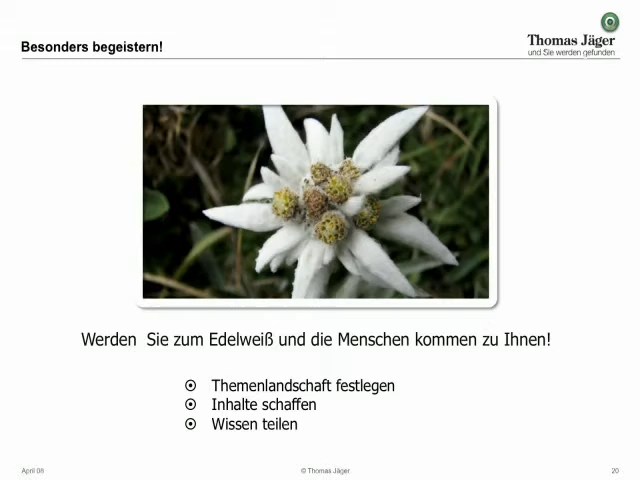 Besonders begeistern!
Thomas Jäger
und Sie werden gefunden
Werden Sie zum Edelweiß und die Menschen kommen zu Ihnen!
Themenlandschaft festlegen
Inhalte schaffen
Wissen teilen
April 09
© Thomas Jäger
20